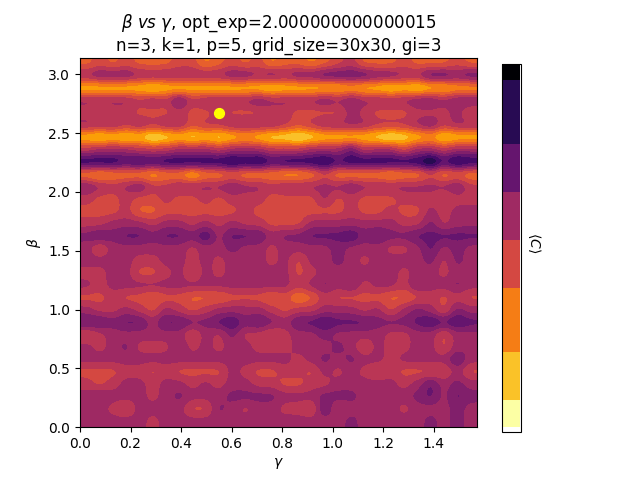 β vs γ, opt_exp=2.000000000000015
n=3, k=1, p=5, grid_size=30x30, gi=3
3.0
2.5
2.0
1.5
1.0
0.5
0.0
β
0.0 0.2 0.4 0.6 0.8 1.0 1.2 1.4
γ
⟨C⟩